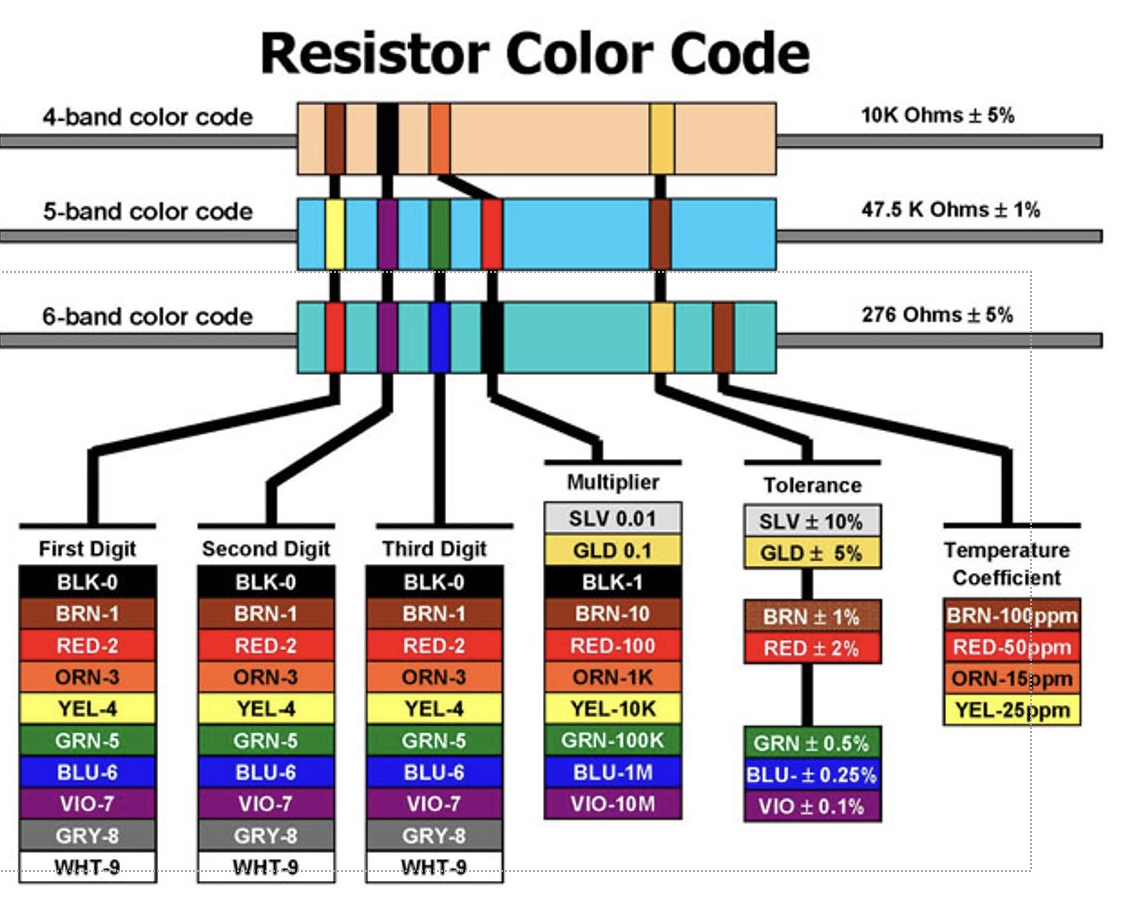 Resistor Color Code
4-band color code
10K Ohms ± 5%
5-band color code
47.5 K Ohms ± 1%
6-band color code
276 Ohms ± 5%
First Digit
BLK-0
BRN-1
RED-2
ORN-3
YEL-4
GRN-5
BLU-6
VIO-7
GRY-8
WHT-9
Second Digit
BLK-0
BRN-1
RED-2
ORN-3
YEL-4
GRN-5
BLU-6
VIO-7
GRY-8
WHT-9
Third Digit
BLK-0
BRN-1
RED-2
ORN-3
YEL-4
GRN-5
BLU-6
VIO-7
GRY-8
WHT-9
Multiplier
SLV 0.01
GLD 0.1
BLK-1
BRN-10
RED-100
ORN-1K
YEL-10K
GRN-100K
BLU-1M
VIO-10M
Tolerance
SLV ± 10%
GLD ± 5%
BRN ± 1%
RED ± 2%
GRN ± 0.5%
BLU- ± 0.25%
VIO ± 0.1%
Temperature
Coefficient
BRN-100ppm
RED-50ppm
ORN-15ppm
YEL-25ppm